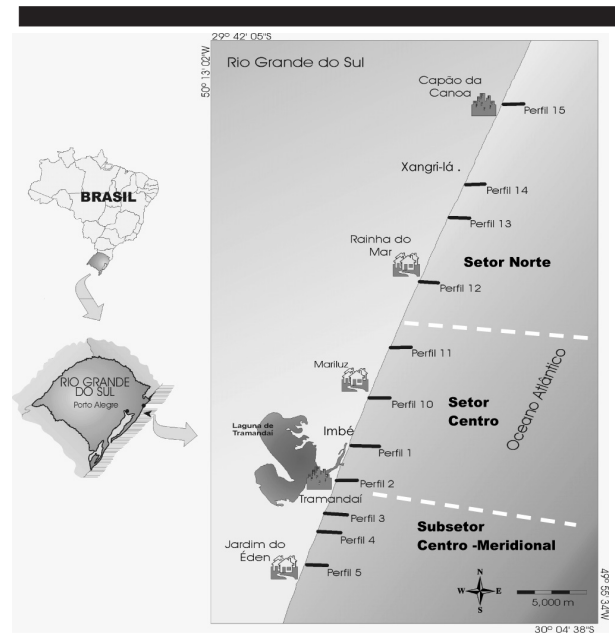 29º 42' 05"S
50º 13' 02"W
Rio Grande do Sul
Capão da
Canoa
Perfil 15
Xangri-lá .
Perfil 14
Perfil 13
Rainha do
Mar
Setor Norte
Perfil 12
BRASIL
Perfil 11
Mariluz
Oceano Atlântico
Setor
Centro
Perfil 10
RIO GRANDE
DO SUL
Porto Alegre
Laguna de
Tramandaí
Imbé
Perfil 1
Perfil 2
Tramandaí
Perfil 3
Perfil 4
Subsetor
Centro -Meridional
Jardim do
Éden
Perfil 5
N
W
E
S
5,000 m
49º 55' 34"W
30º 04' 38"S